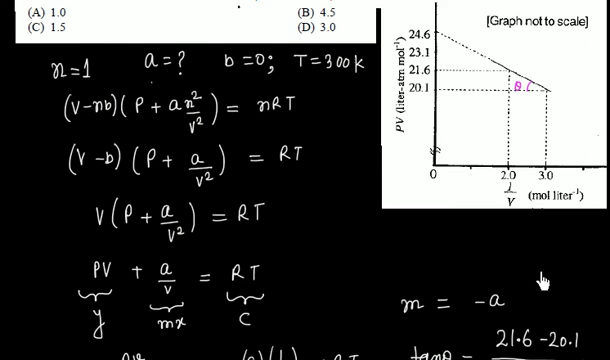 (A) 1.0 (B) 4.5
(C) 1.5 (D) 3.0
n=1 a=? b=0; T=300K
(V-nb)(P + an²/V²) = nRT
(V-b)(P + a/V²) = RT
V(P + a/V²) = RT
PV + a/V = RT
y mx c
[Graph not to scale]
24.6
23.1
21.6
20.1
PV (liter-atm mol⁻¹)
θ
0 2.0 3.0
1/V (mol liter⁻¹)
m = -a
tanθ = 21.6-20.1